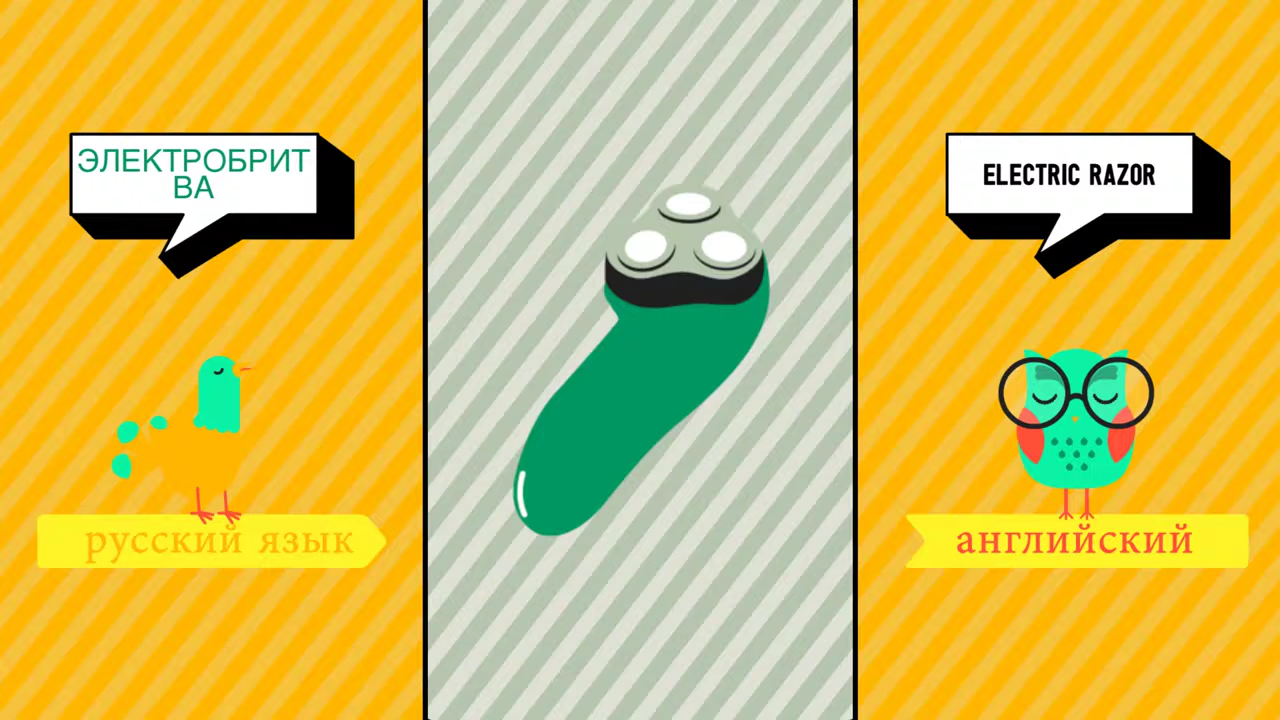 ЭЛЕКТРОБРИТ
ВА
ELECTRIC RAZOR
русский язык
английский